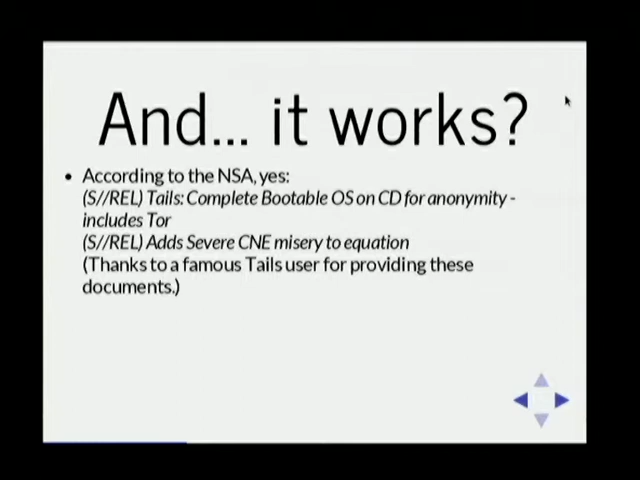 And... it works?
• According to the NSA, yes:
(S//REL) Tails: Complete Bootable OS on CD for anonymity -
includes Tor
(S//REL) Adds Severe CNE misery to equation
(Thanks to a famous Tails user for providing these
documents.)